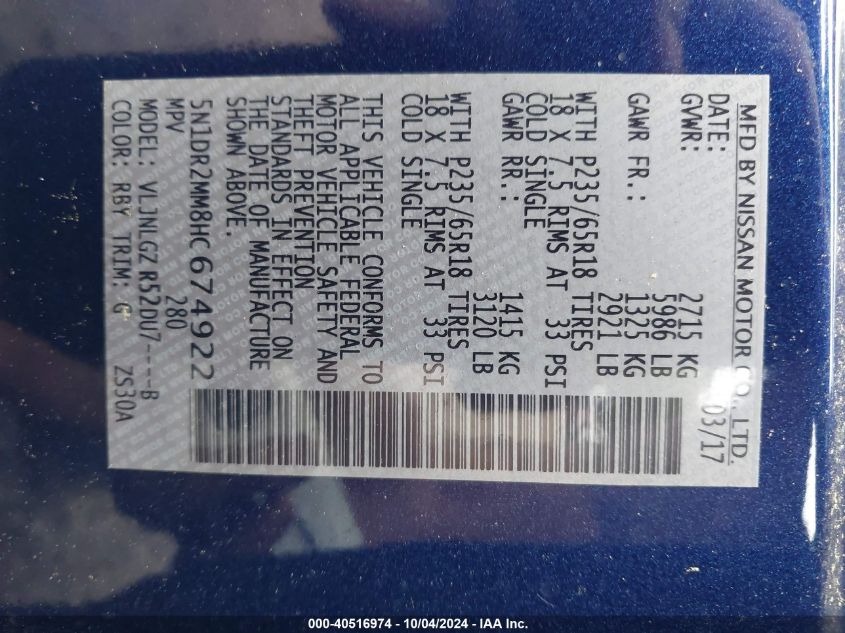 MFD BY NISSAN MOTOR CO., LTD.
DATE: 03/17
GVWR: 2715 KG
5986 LB
GAWR FR.: 1325 KG
2921 LB
WITH P235/65R18 TIRES
18 X 7.5 RIMS AT 33 PSI
COLD SINGLE
GAWR RR.: 1415 KG
3120 LB
WITH P235/65R18 TIRES
18 X 7.5 RIMS AT 33 PSI
COLD SINGLE
THIS VEHICLE CONFORMS TO
ALL APPLICABLE FEDERAL
MOTOR VEHICLE SAFETY AND
THEFT PREVENTION
STANDARDS IN EFFECT ON
THE DATE OF MANUFACTURE
SHOWN ABOVE.
5N1DR2MM8HC674922
MPV 280
MODEL: VLJNLGZ R52DU7----B
COLOR: RBY TRIM: G ZS30A
000-40516974 - 10/04/2024 - IAA Inc.